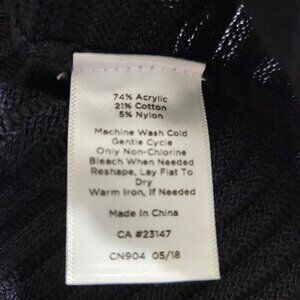 74% Acrylic
21% Cotton
5% Nylon
Machine Wash Cold
Gentle Cycle
Only Non-Chlorine
Bleach When Needed
Reshape, Lay Flat To
Dry
Warm Iron, If Needed
Made In China
CA #23147
CN904 05/18